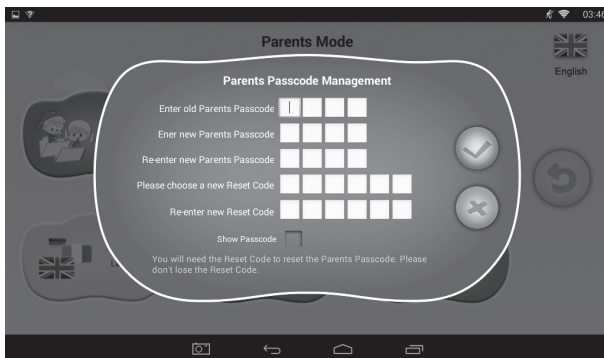 03:46
Parents Mode
English
Parents Passcode Management
Enter old Parents Passcode
Ener new Parents Passcode
Re-enter new Parents Passcode
Please choose a new Reset Code
Re-enter new Reset Code
Show Passcode
You will need the Reset Code to reset the Parents Passcode. Please
don't lose the Reset Code.